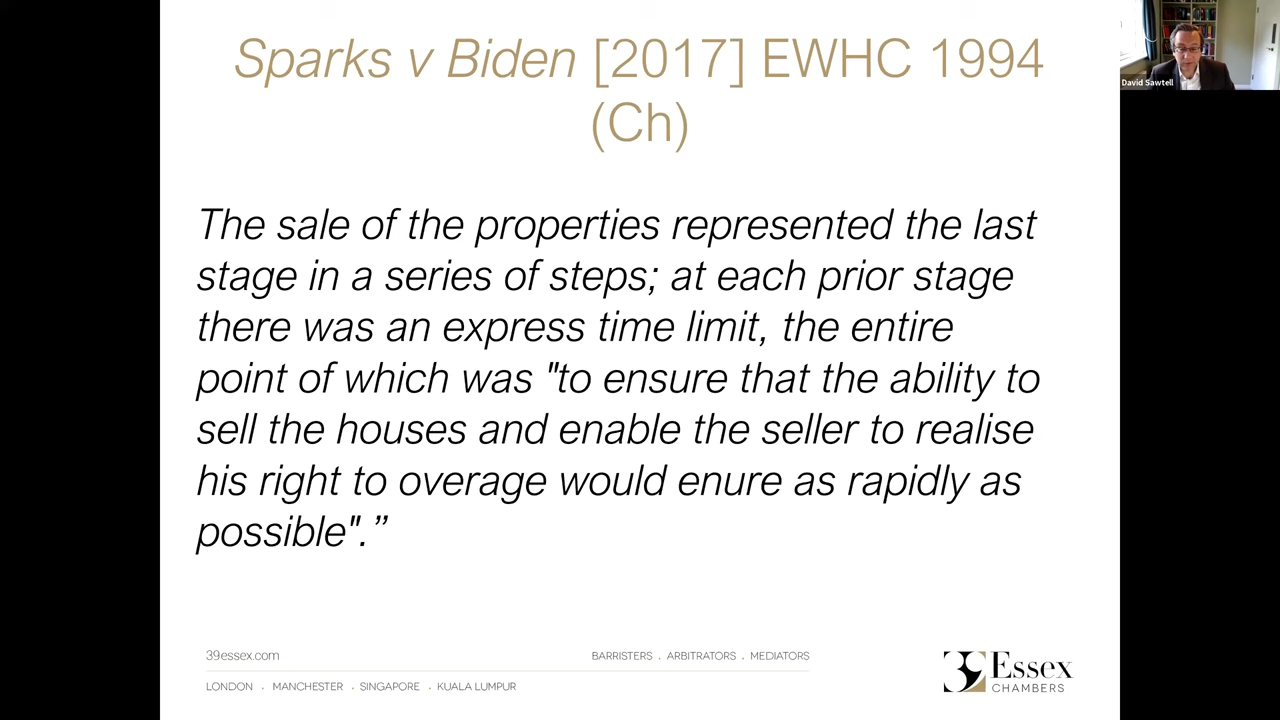 Sparks v Biden [2017] EWHC 1994
(Ch)
David Sawtell
The sale of the properties represented the last
stage in a series of steps; at each prior stage
there was an express time limit, the entire
point of which was "to ensure that the ability to
sell the houses and enable the seller to realise
his right to overage would enure as rapidly as
possible".”
39essex.com
BARRISTERS . ARBITRATORS . MEDIATORS
LONDON . MANCHESTER . SINGAPORE . KUALA LUMPUR
39 Essex
CHAMBERS